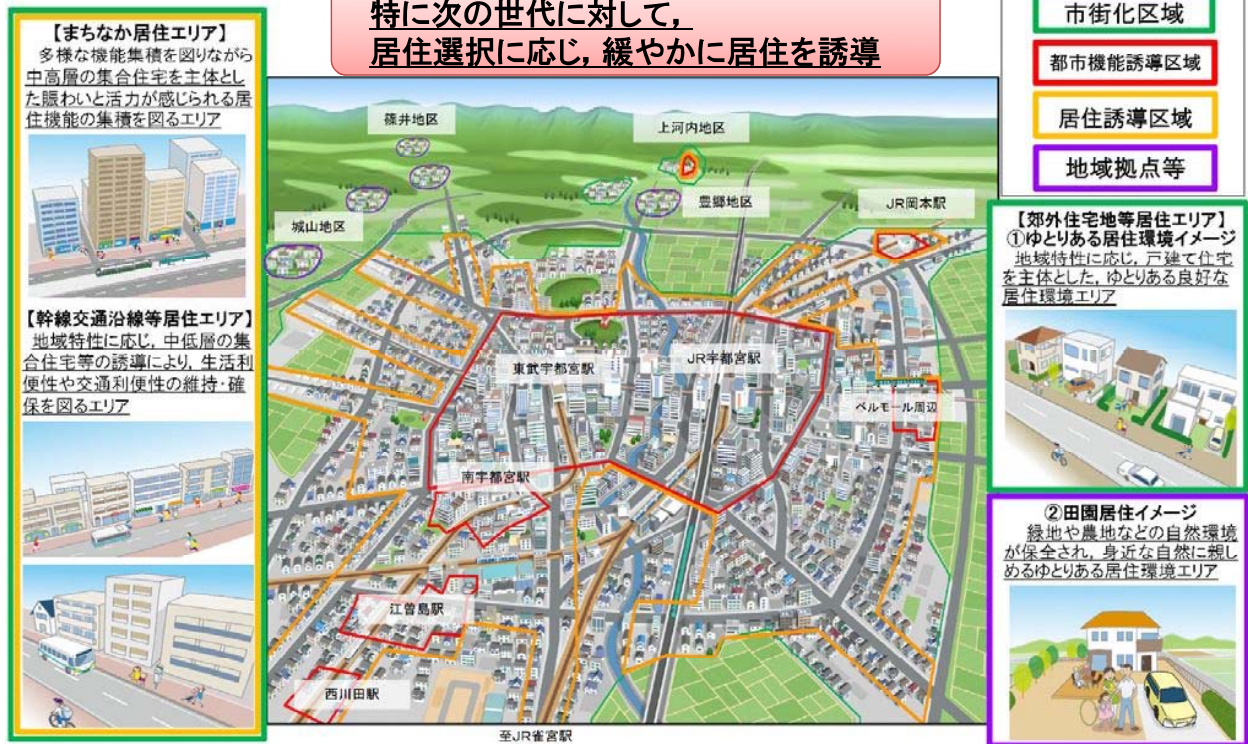 特に次の世代に対して,
居住選択に応じ, 緩やかに居住を誘導
【まちなか居住エリア】
多様な機能集積を図りながら
中高層の集合住宅を主体とし
た賑わいと活力が感じられる居
住機能の集積を図るエリア
【幹線交通沿線等居住エリア】
地域特性に応じ, 中低層の集
合住宅等の誘導により, 生活利
便性や交通利便性の維持・確
保を図るエリア
篠井地区
上河内地区
城山地区
豊郷地区
JR岡本駅
東武宇都宮駅
JR宇都宮駅
ベルモール周辺
南宇都宮駅
江曽島駅
西川田駅
至JR雀宮駅
市街化区域
都市機能誘導区域
居住誘導区域
地域拠点等
【郊外住宅地等居住エリア】
①ゆとりある居住環境イメージ
地域特性に応じ, 戸建て住宅
を主体とした, ゆとりある良好な
居住環境エリア
②田園居住イメージ
緑地や農地などの自然環境
が保全され, 身近な自然に親し
めるゆとりある居住環境エリア